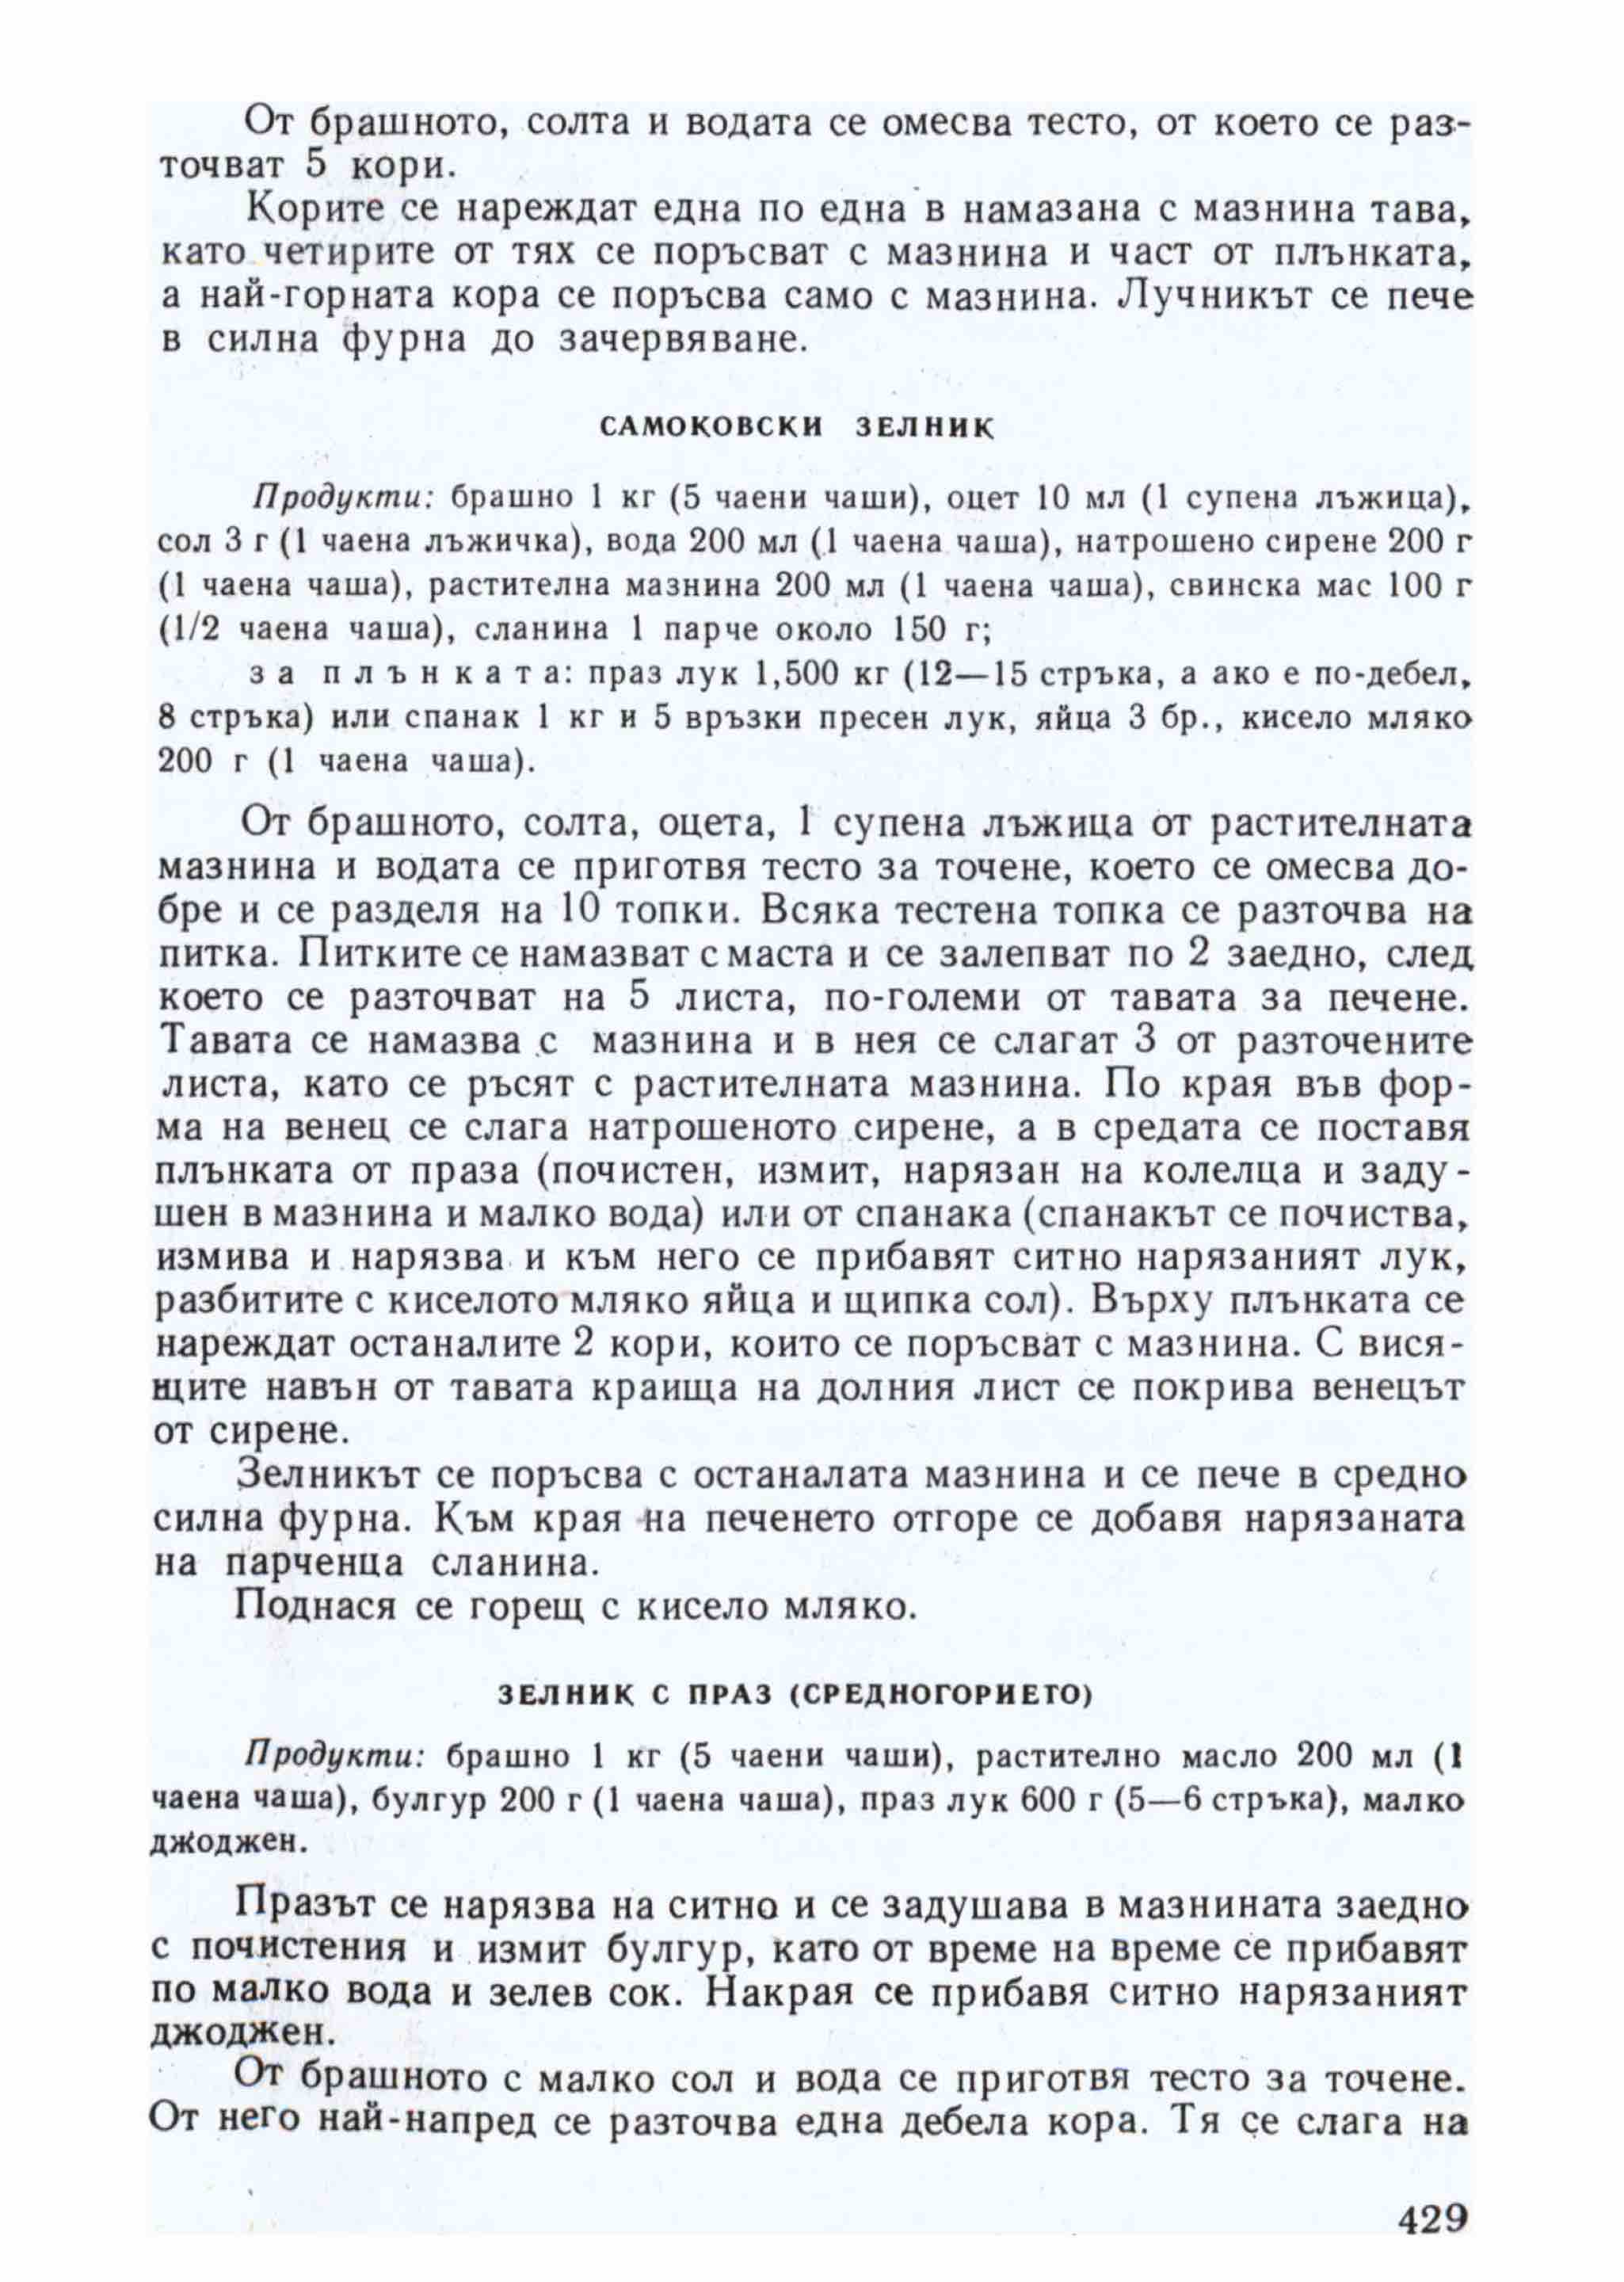 От брашното, солта и водата се омесва тесто, от което се раз-
точват 5 кори.
Корите се нареждат една по една в намазана с мазнина тава,
като четирите от тях се поръсват с мазнина и част от плънката,
а най-горната кора се поръсва само с мазнина. Лучникът се пече
в силна фурна до зачервяване.
САМОКОВСКИ ЗЕЛНИК
Продукти: брашно 1 кг (5 чаени чаши), оцет 10 мл (1 супена лъжица),
сол 3 г (1 чаена лъжичка), вода 200 мл (1 чаена чаша), натрошено сирене 200 г
(1 чаена чаша), растителна мазнина 200 мл (1 чаена чаша), свинска мас 100 г
(1/2 чаена чаша), сланина 1 парче около 150 г;
за плънката: праз лук 1,500 кг (12—15 стръка, а ако е по-дебел,
8 стръка) или спанак 1 кг и 5 връзки пресен лук, яйца 3 бр., кисело мляко
200 г (1 чаена чаша).
От брашното, солта, оцета, 1 супена лъжица от растителната
мазнина и водата се приготвя тесто за точене, което се омесва до-
бре и се разделя на 10 топки. Всяка тестена топка се разточва на
питка. Питките се намазват с маста и се залепват по 2 заедно, след
което се разточват на 5 листа, по-големи от тавата за печене.
Тавата се намазва с мазнина и в нея се слагат 3 от разточените
листа, като се ръсят с растителната мазнина. По края във фор-
ма на венец се слага натрошеното сирене, а в средата се поставя
плънката от праза (почистен, измит, нарязан на колелца и заду-
шен в мазнина и малко вода) или от спанака (спанакът се почиства,
измива и нарязва и към него се прибавят ситно нарязаният лук,
разбитите с киселото мляко яйца и щипка сол). Върху плънката се
нареждат останалите 2 кори, които се поръсват с мазнина. С вися-
щите навън от тавата краища на долния лист се покрива венецът
от сирене.
Зелникът се поръсва с останалата мазнина и се пече в средно
силна фурна. Към края на печенето отгоре се добавя нарязаната
на парченца сланина.
Поднася се горещ с кисело мляко.
ЗЕЛНИК С ПРАЗ (СРЕДНОГОРИЕТО)
Продукти: брашно 1 кг (5 чаени чаши), растително масло 200 мл (1
чаена чаша), булгур 200 г (1 чаена чаша), праз лук 600 г (5—6 стръка), малко
джоджен.
Празът се нарязва на ситно и се задушава в мазнината заедно
с почистения и измит булгур, като от време на време се прибавят
по малко вода и зелев сок. Накрая се прибавя ситно нарязаният
джоджен.
От брашното с малко сол и вода се приготвя тесто за точене.
От него най-напред се разточва една дебела кора. Тя се слага на
429